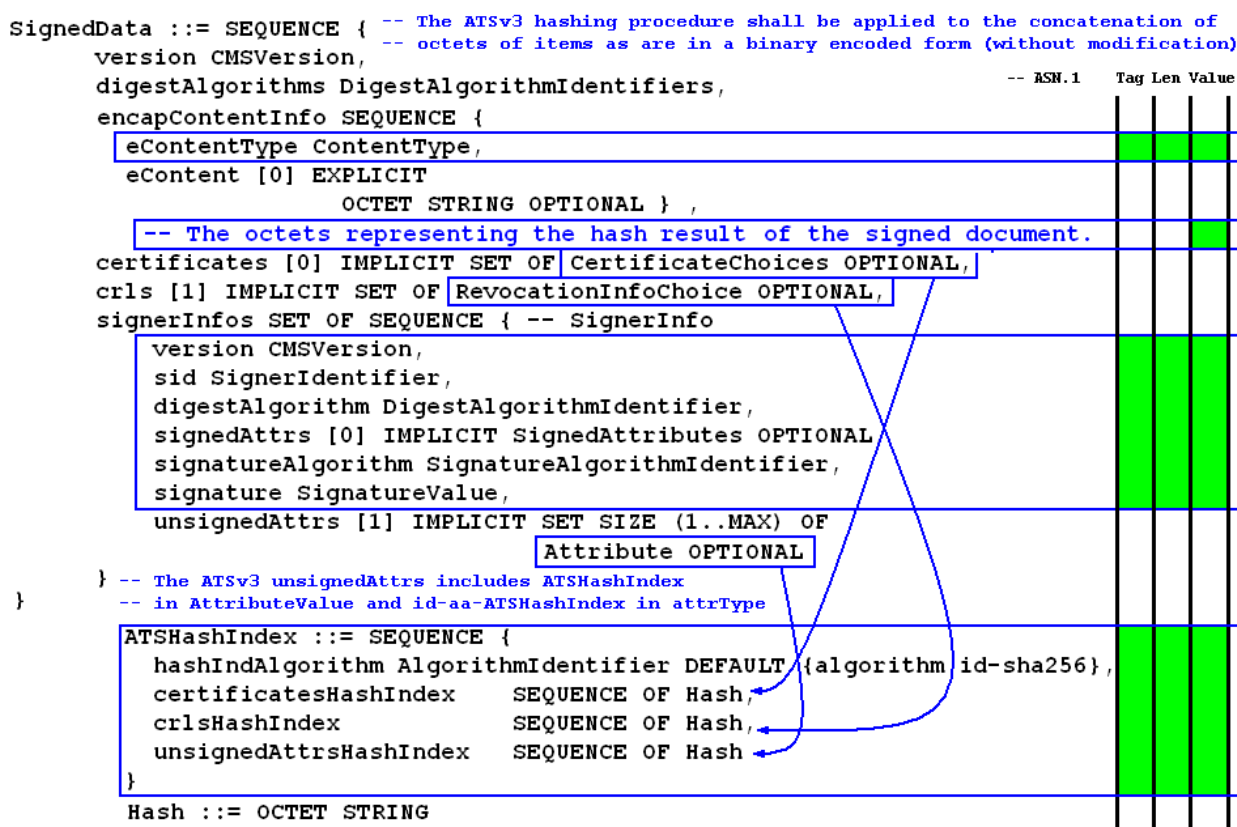 SignedData ::= SEQUENCE { -- The ATSv3 hashing procedure shall be applied to the concatenation of
-- octets of items as are in a binary encoded form (without modification)
version CMSVersion,
-- ASN.1 Tag Len Value
digestAlgorithms DigestAlgorithmIdentifiers,
encapContentInfo SEQUENCE {
eContentType ContentType,
eContent [0] EXPLICIT
OCTET STRING OPTIONAL } ,
-- The octets representing the hash result of the signed document.
certificates [0] IMPLICIT SET OF CertificateChoices OPTIONAL,
crls [1] IMPLICIT SET OF RevocationInfoChoice OPTIONAL,
signerInfos SET OF SEQUENCE { -- SignerInfo
version CMSVersion,
sid SignerIdentifier,
digestAlgorithm DigestAlgorithmIdentifier,
signedAttrs [0] IMPLICIT SignedAttributes OPTIONAL,
signatureAlgorithm SignatureAlgorithmIdentifier,
signature SignatureValue,
unsignedAttrs [1] IMPLICIT SET SIZE (1..MAX) OF
Attribute OPTIONAL
} -- The ATSv3 unsignedAttrs includes ATSHashIndex
} -- in AttributeValue and id-aa-ATSHashIndex in attrType
ATSHashIndex ::= SEQUENCE {
hashIndAlgorithm AlgorithmIdentifier DEFAULT {algorithm id-sha256},
certificatesHashIndex SEQUENCE OF Hash,
crlsHashIndex SEQUENCE OF Hash,
unsignedAttrsHashIndex SEQUENCE OF Hash
}
Hash ::= OCTET STRING